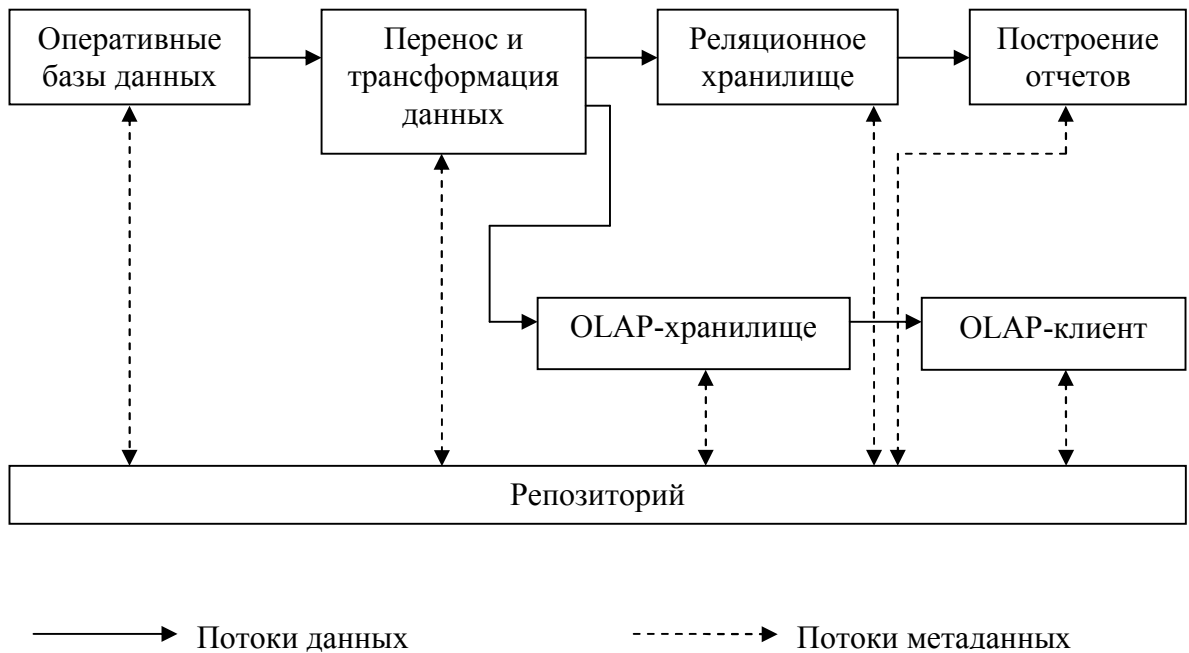 Оперативные
базы данных
Перенос и
трансформация
данных
Реляционное
хранилище
Построение
отчетов
OLAP-хранилище
OLAP-клиент
Репозиторий
Потоки данных
Потоки метаданных